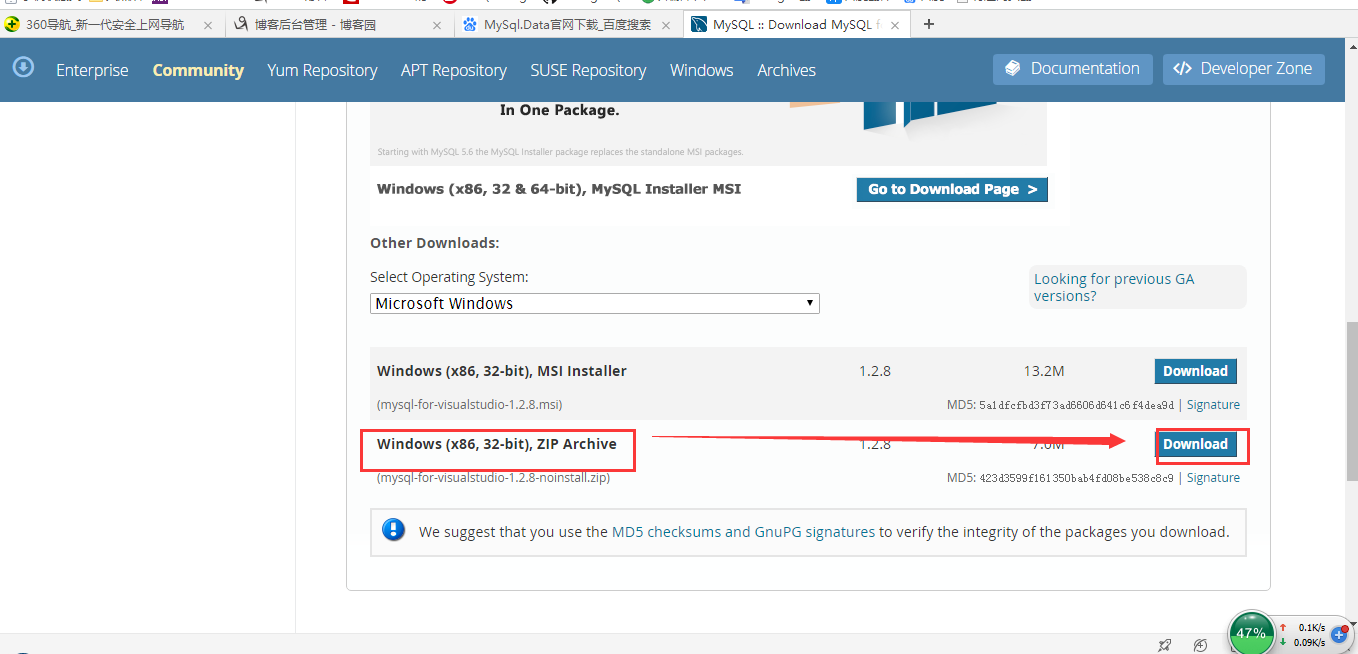 360导航_新一代安全上网导航
博客后台管理 - 博客园
MySql.Data官网下载_百度搜索
MySQL :: Download MySQL f
Enterprise
Community
Yum Repository
APT Repository
SUSE Repository
Windows
Archives
Documentation
Developer Zone
In One Package.
Starting with MySQL 5.6 the MySQL Installer package replaces the standalone MSI packages.
Windows (x86, 32 & 64-bit), MySQL Installer MSI
Go to Download Page >
Other Downloads:
Select Operating System:
Microsoft Windows
Looking for previous GA
versions?
Windows (x86, 32-bit), MSI Installer
1.2.8
13.2M
Download
(mysql-for-visualstudio-1.2.8.msi)
MD5: 5a1dfcfbd3f73ad6606d641c6f4dea9d | Signature
Windows (x86, 32-bit), ZIP Archive
1.2.8
7.0M
Download
(mysql-for-visualstudio-1.2.8-noinstall.zip)
MD5: 423d3599f161350bab4fd08be538c8c9 | Signature
We suggest that you use the MD5 checksums and GnuPG signatures to verify the integrity of the packages you download.
47%
0.1K/s
0.09K/s